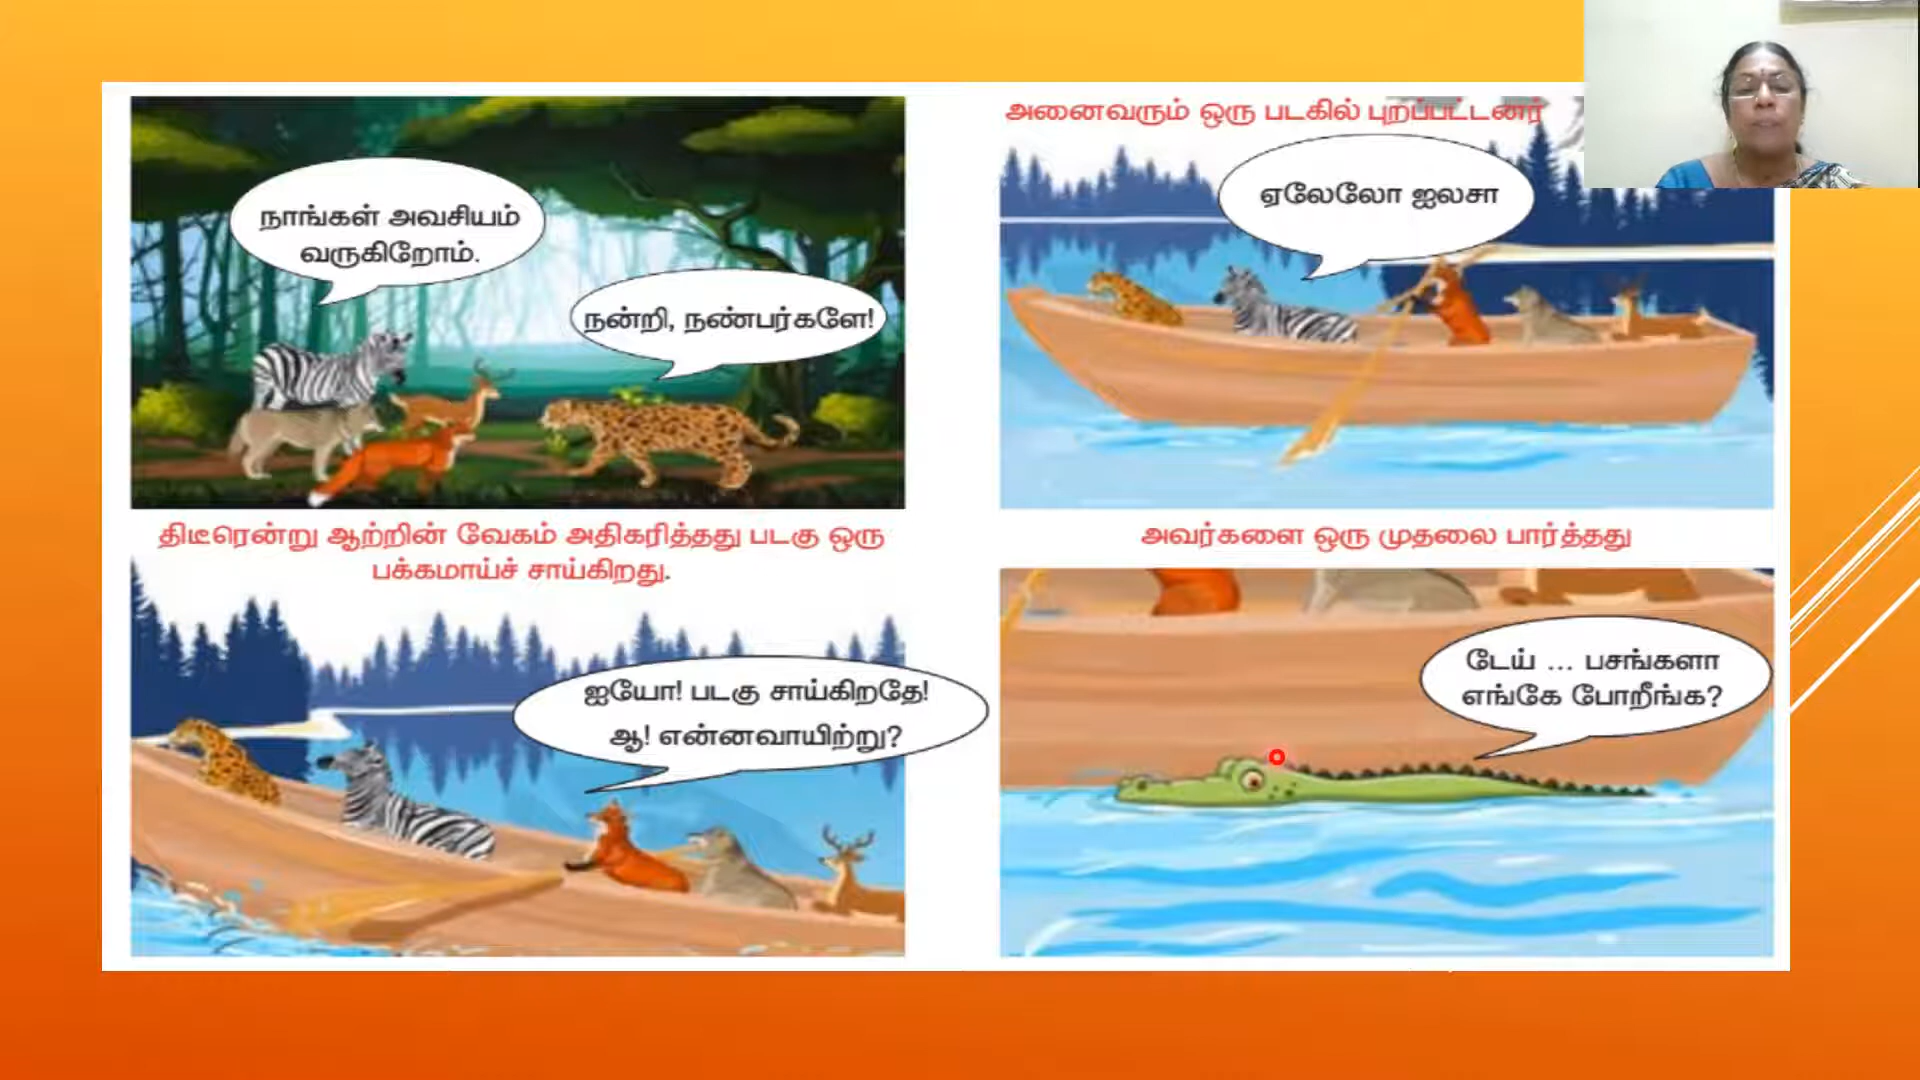 நாங்கள் அவசியம்
வருகிறோம்.
நன்றி, நண்பர்களே!
அனைவரும் ஒரு படகில் புறப்பட்டனர்
ஏலேலோ ஐலசா
திடீரென்று ஆற்றின் வேகம் அதிகரித்தது படகு ஒரு
பக்கமாய்ச் சாய்கிறது.
ஐயோ! படகு சாய்கிறதே!
ஆ! என்னவாயிற்று?
அவர்களை ஒரு முதலை பார்த்தது
டேய் ... பசங்களா
எங்கே போறீங்க?